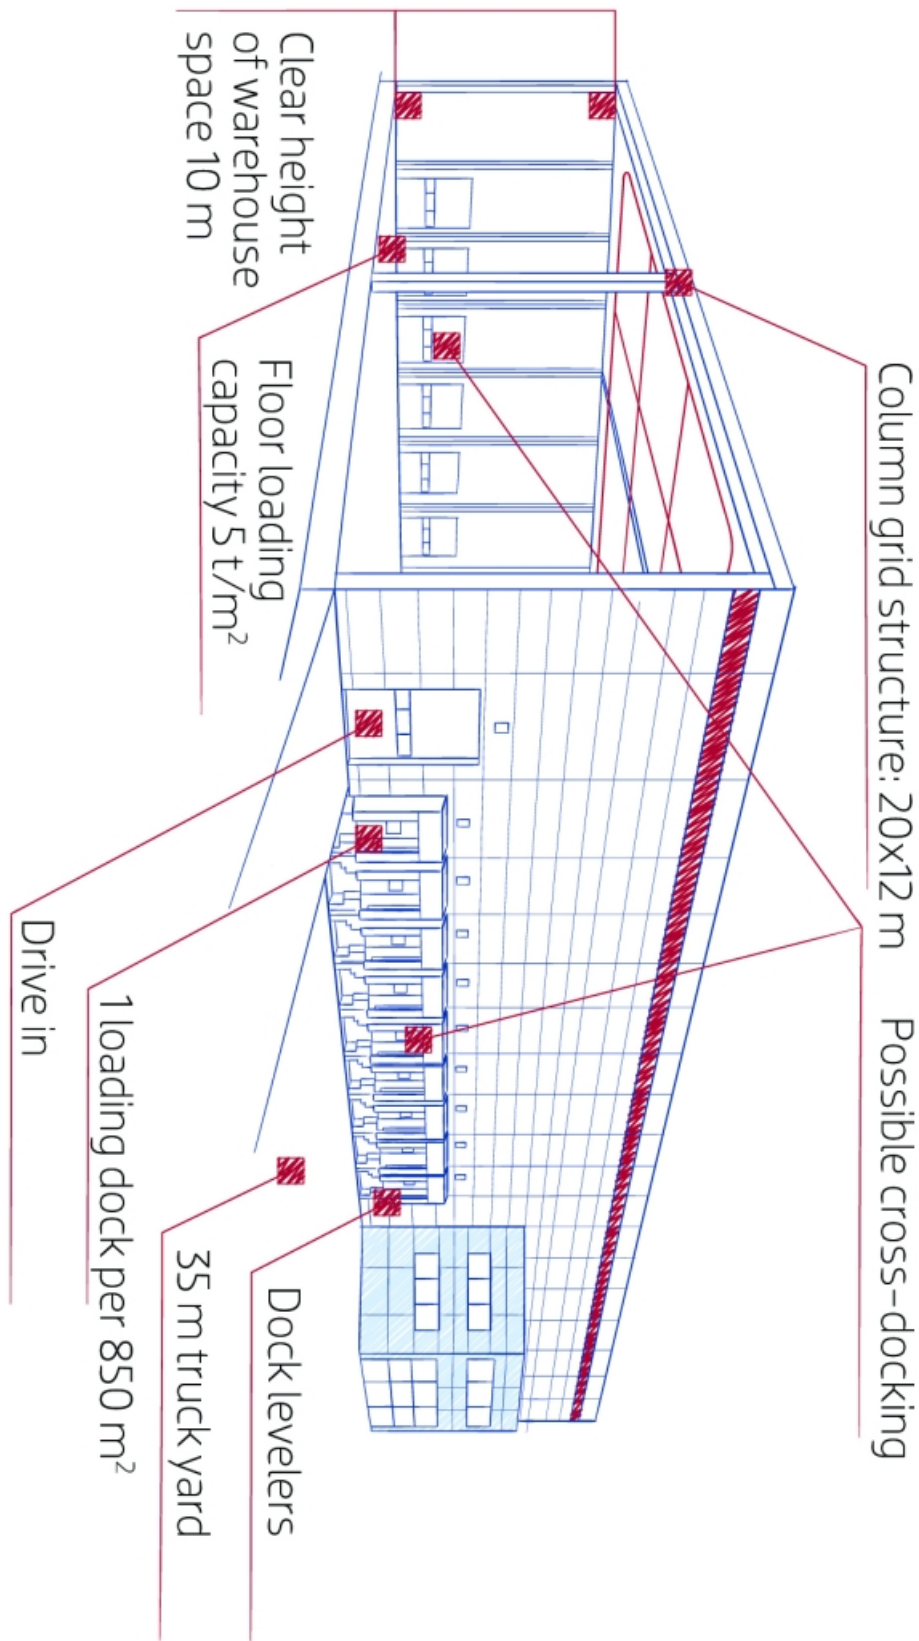 Column grid structure: 20x12 m
Possible cross-docking
Clear height
of warehouse
space 10 m
Floor loading
capacity 5 t/m²
Dock levelers
35 m truck yard
1 loading dock per 850 m²
Drive in